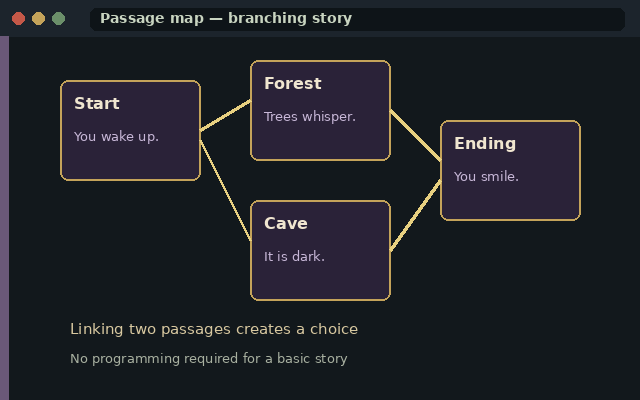 Passage map — branching story
Start
You wake up.
Forest
Trees whisper.
Cave
It is dark.
Ending
You smile.
Linking two passages creates a choice
No programming required for a basic story